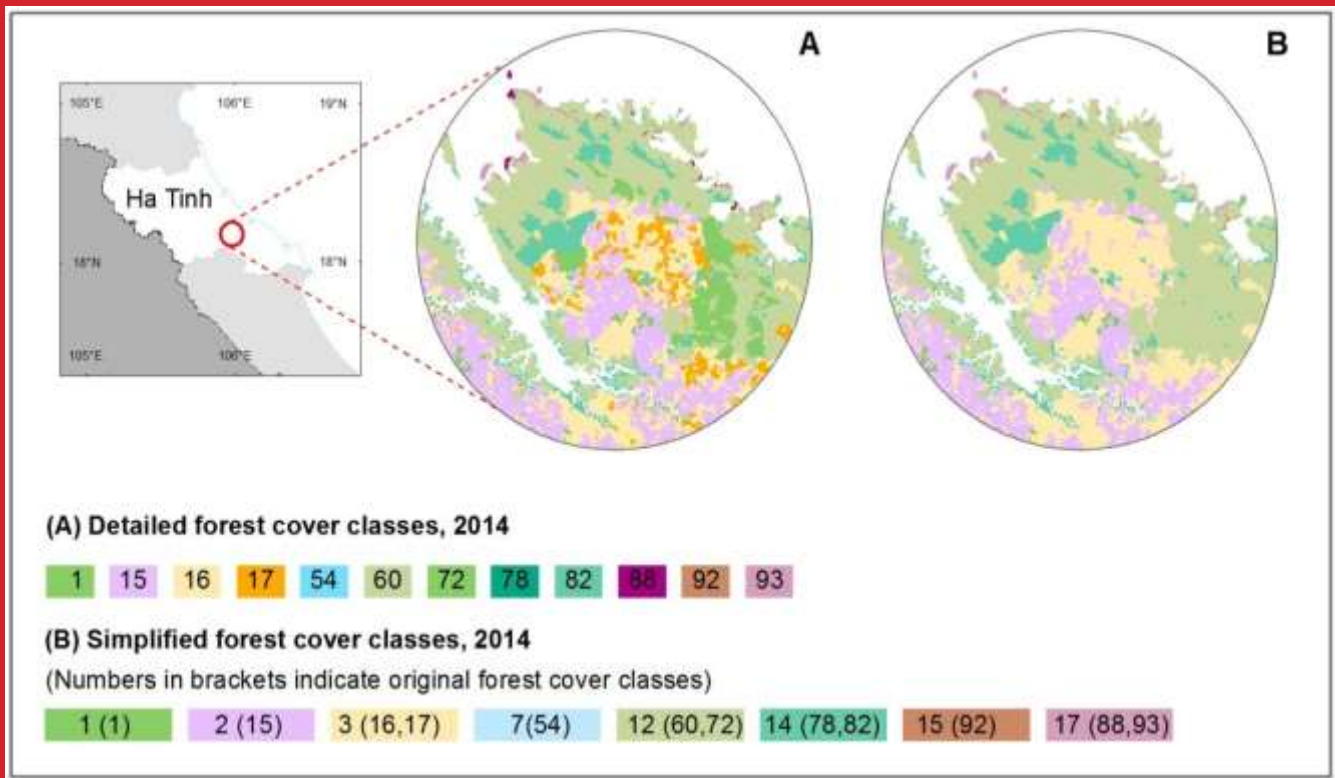 A
B
105°E
106°E
19°N
Ha Tinh
18°N
18°N
105°E
106°E
(A) Detailed forest cover classes, 2014
1 15 16 17 54 60 72 78 82 88 92 93
(B) Simplified forest cover classes, 2014
(Numbers in brackets indicate original forest cover classes)
1 (1) 2 (15) 3 (16,17) 7(54) 12 (60,72) 14 (78,82) 15 (92) 17 (88,93)